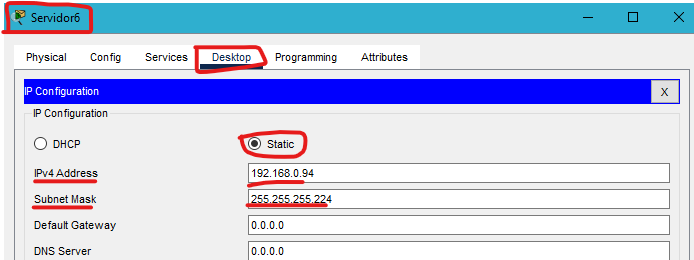 Servidor6
Physical Config Services Desktop Programming Attributes
IP Configuration X
IP Configuration
DHCP Static
IPv4 Address 192.168.0.94
Subnet Mask 255.255.255.224
Default Gateway 0.0.0.0
DNS Server 0.0.0.0